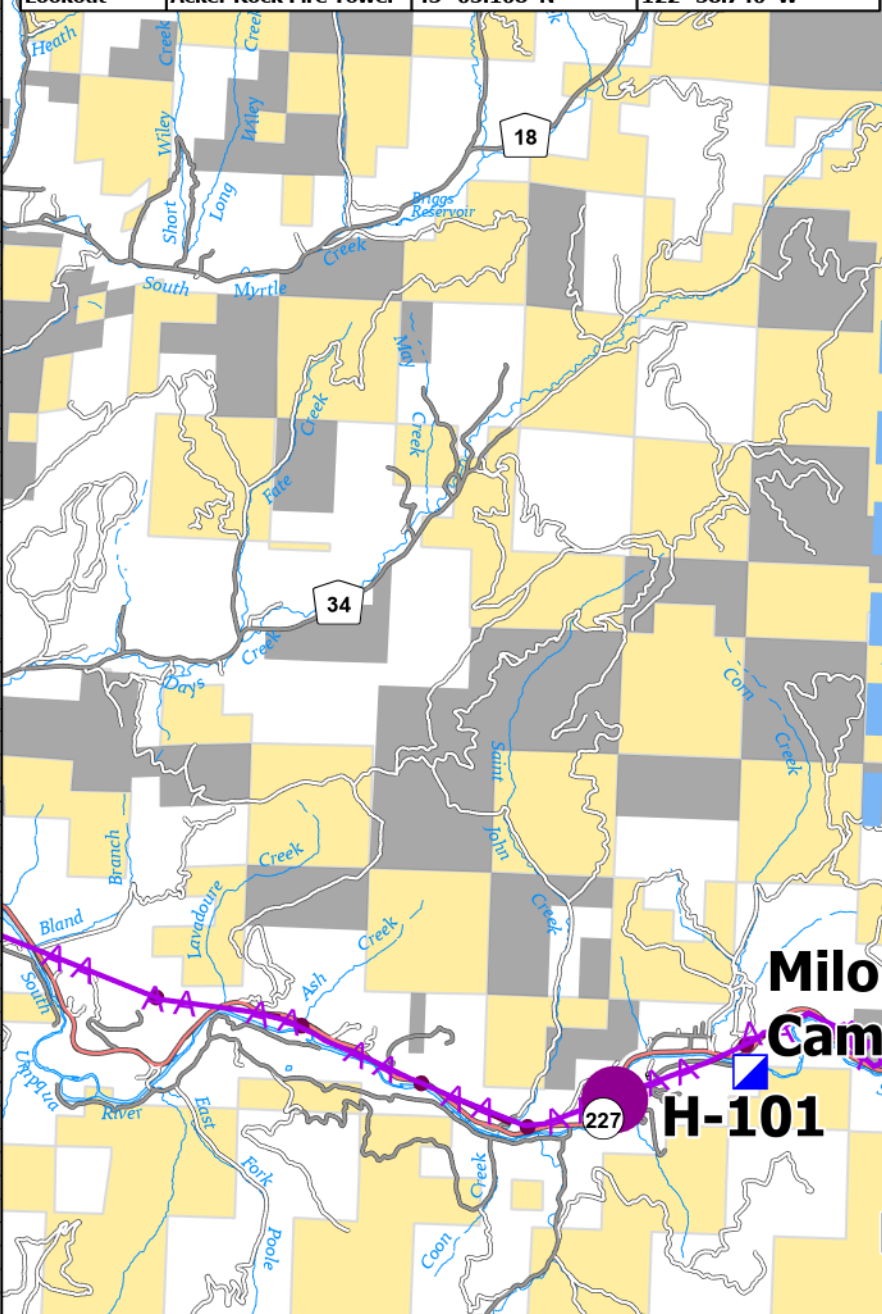 Lookout Acker Rock Fire Tower
Heath
Creek
Creek
Wiley
Wiley
Short
Long
18
Briggs
Reservoir
Creek
South
Myrtle
May
Creek
Creek
Fate
34
Creek
Days
Corn
Creek
Saint
John
Creek
Branch
Creek
Lavadoure
Bland
Creek
Ash
South
Umpqua
River
Milo
Cam
H-101
227
East
Fork
Poole
Creek
Coon